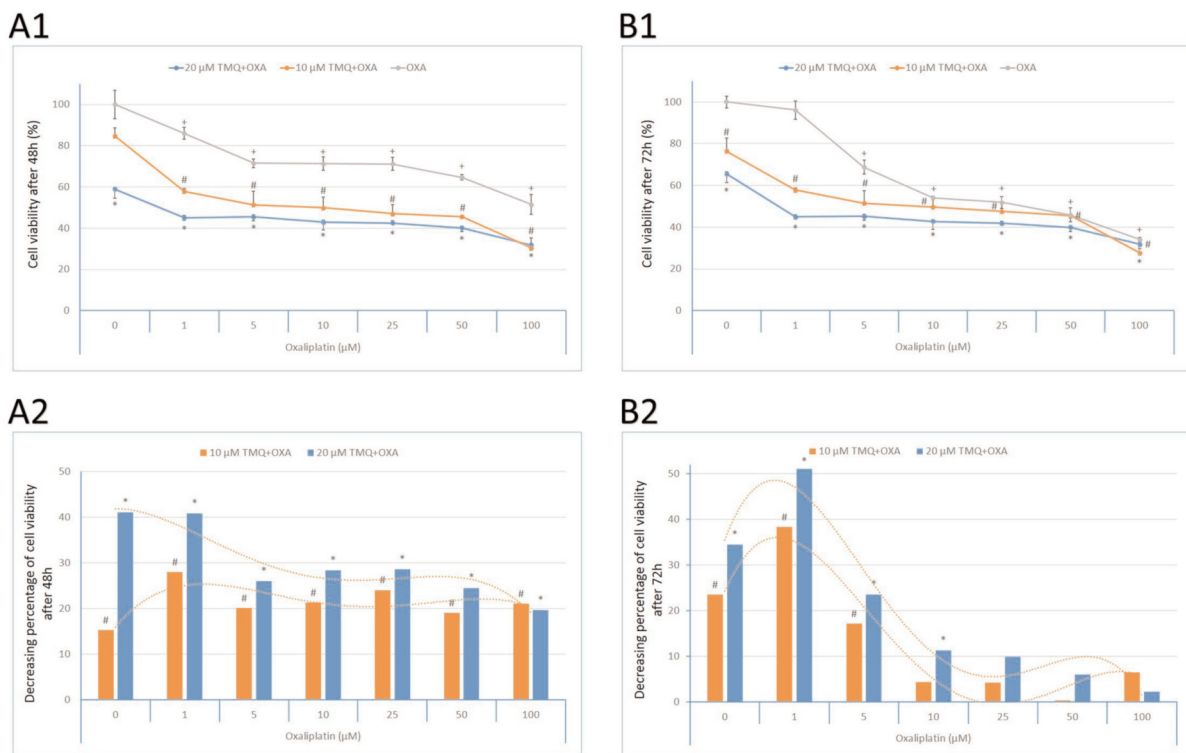 A1
20 µM TMQ+OXA 10 µM TMQ+OXA OXA
Cell viability after 48h (%)
100
80
60
40
20
0
+
+
+
+
+
+
#
#
#
#
#
#
*
*
*
*
*
*
*
0 1 5 10 25 50 100
Oxaliplatin (µM)
B1
20 µM TMQ+OXA 10 µM TMQ+OXA OXA
Cell viability after 72h (%)
100
80
60
40
20
0
+
+
+
+
+
#
#
#
#
#
#
#
*
*
*
*
*
*
*
0 1 5 10 25 50 100
Oxaliplatin (µM)
A2
10 µM TMQ+OXA 20 µM TMQ+OXA
Decreasing percentage of cell viability
after 48h
50
40
30
20
10
0
# * # * # * # * # * # * # *
0 1 5 10 25 50 100
Oxaliplatin (µM)
B2
10 µM TMQ+OXA 20 µM TMQ+OXA
Decreasing percentage of cell viability
after 72h
50
40
30
20
10
0
# * # * # * *
0 1 5 10 25 50 100
Oxaliplatin (µM)